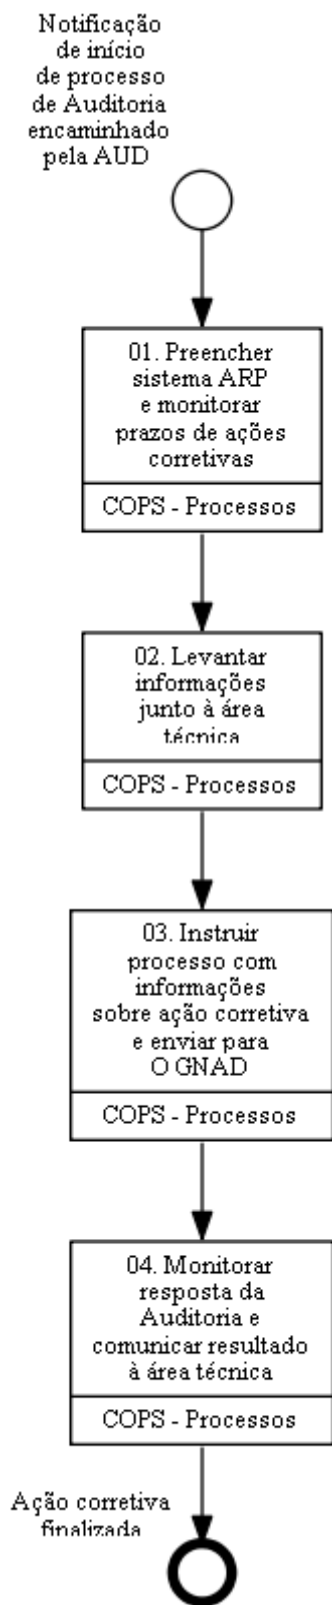 Notificação
de início
de processo
de Auditoria
encaminhado
pela AUD
01. Preencher
sistema ARP
e monitorar
prazos de ações
corretivas
COPS - Processos
02. Levantar
informações
junto à área
técnica
COPS - Processos
03. Instruir
processo com
informações
sobre ação corretiva
e enviar para
O GNAD
COPS - Processos
04. Monitorar
resposta da
Auditoria e
comunicar resultado
à área técnica
COPS - Processos
Ação corretiva
finalizada